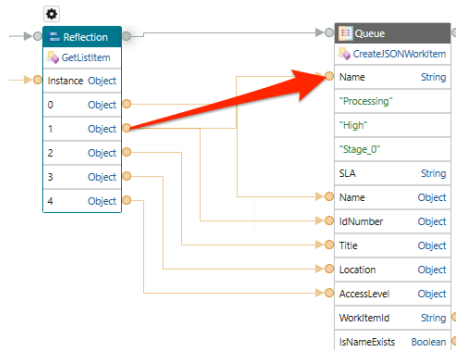 Reflection
GetListItem
Instance Object
0 Object
1 Object
2 Object
3 Object
4 Object
Queue
CreateJSONWorkItem
Name String
"Processing"
"High"
"Stage_0"
SLA String
Name Object
IdNumber Object
Title Object
Location Object
AccessLevel Object
WorkItemId String
IsNameExists Boolean